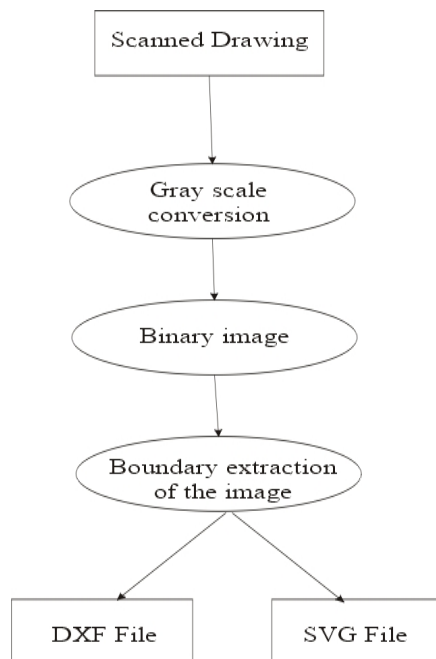 Scanned Drawing
Gray scale
conversion
Binary image
Boundary extraction
of the image
DXF File
SVG File